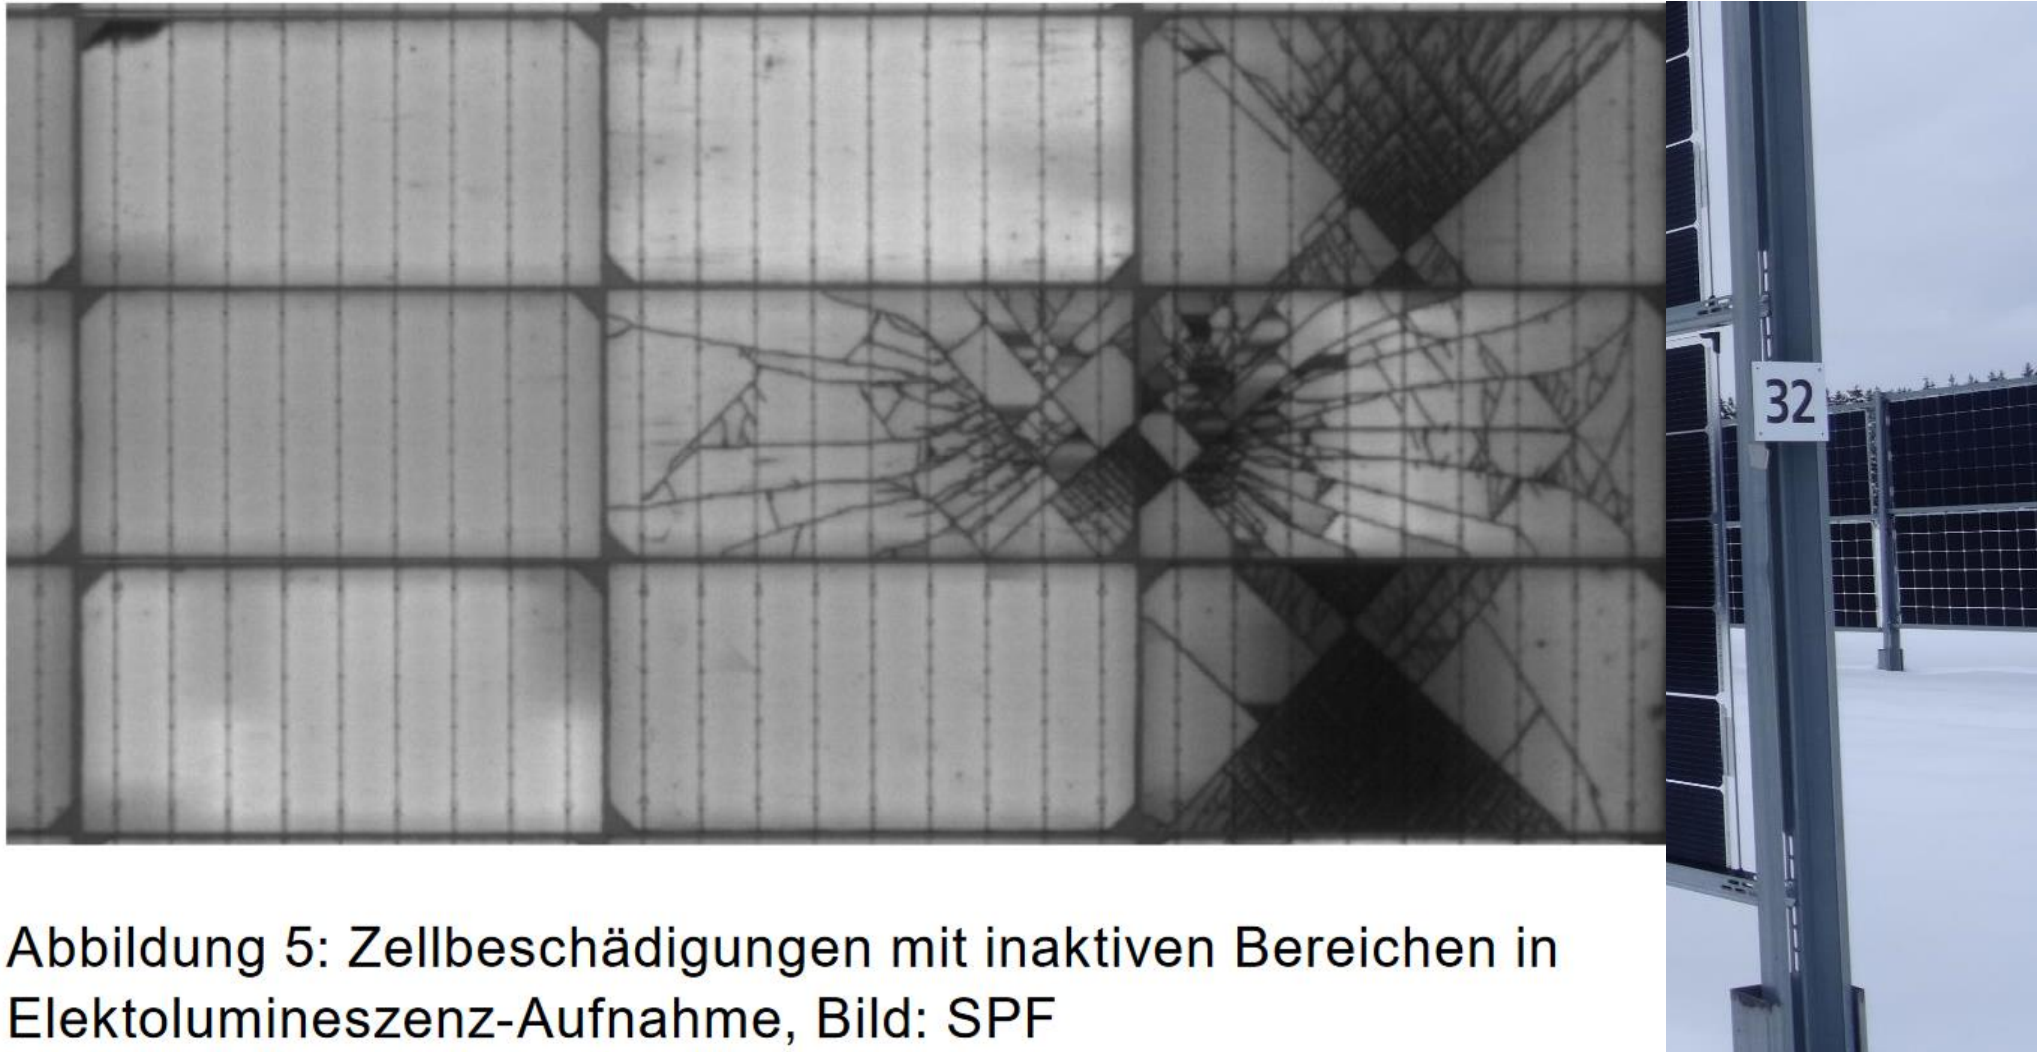 32
Abbildung 5: Zellbeschädigungen mit inaktiven Bereichen in
Elektolumineszenz-Aufnahme, Bild: SPF